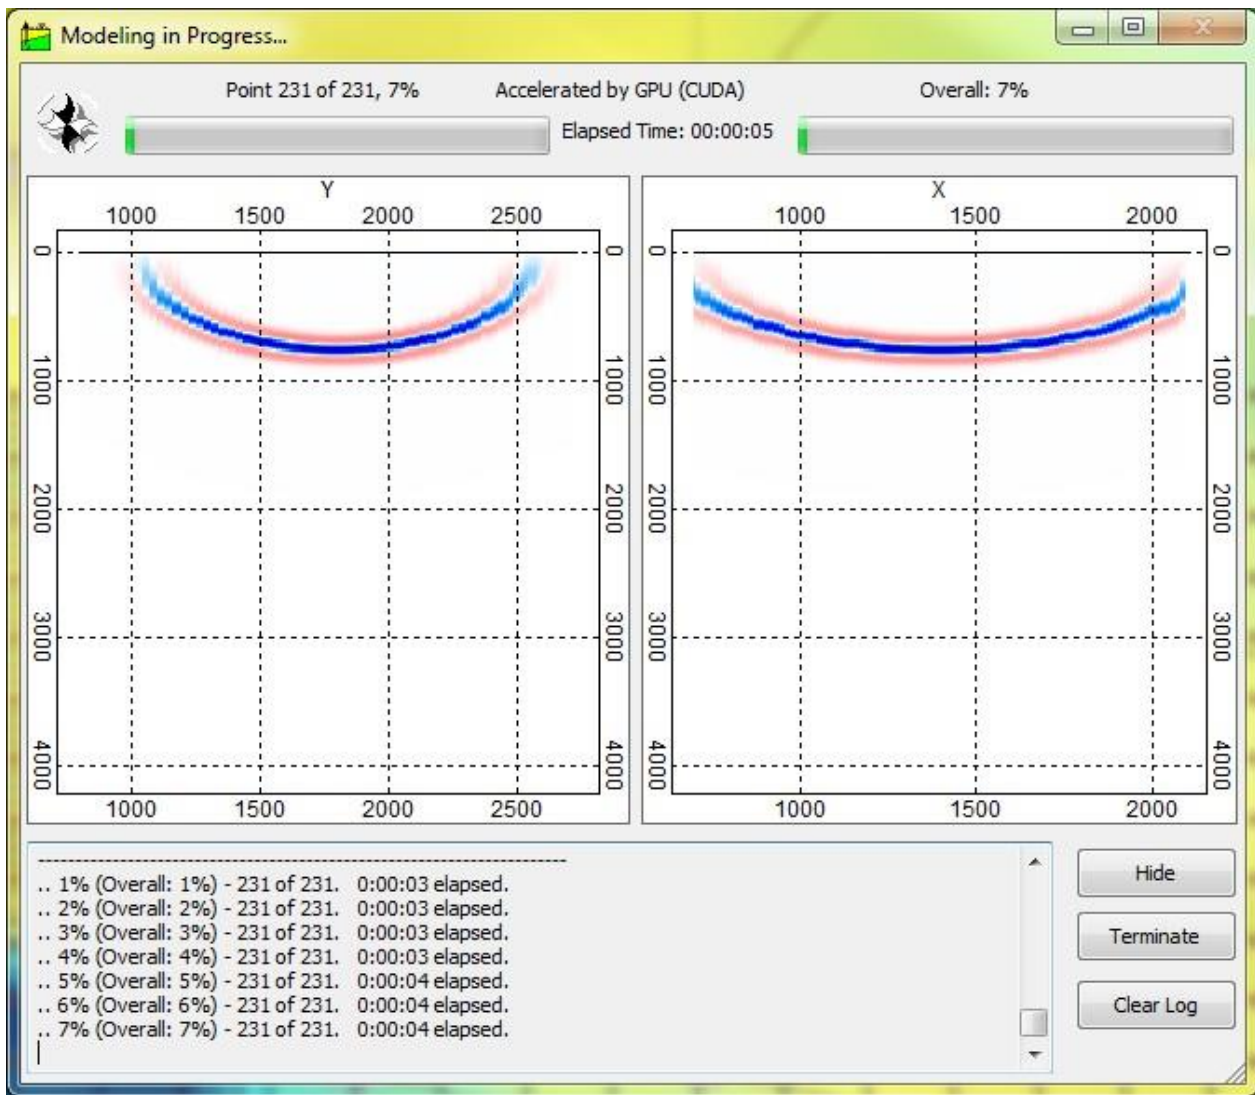 Modeling in Progress...
Point 231 of 231, 7%
Accelerated by GPU (CUDA)
Overall: 7%
Elapsed Time: 00:00:05
Y
1000 1500 2000 2500
0 0
1000 1000
2000 2000
3000 3000
4000 4000
1000 1500 2000 2500
X
1000 1500 2000
0 0
1000 1000
2000 2000
3000 3000
4000 4000
1000 1500 2000
.. 1% (Overall: 1%) - 231 of 231. 0:00:03 elapsed.
.. 2% (Overall: 2%) - 231 of 231. 0:00:03 elapsed.
.. 3% (Overall: 3%) - 231 of 231. 0:00:03 elapsed.
.. 4% (Overall: 4%) - 231 of 231. 0:00:03 elapsed.
.. 5% (Overall: 5%) - 231 of 231. 0:00:04 elapsed.
.. 6% (Overall: 6%) - 231 of 231. 0:00:04 elapsed.
.. 7% (Overall: 7%) - 231 of 231. 0:00:04 elapsed.
Hide
Terminate
Clear Log